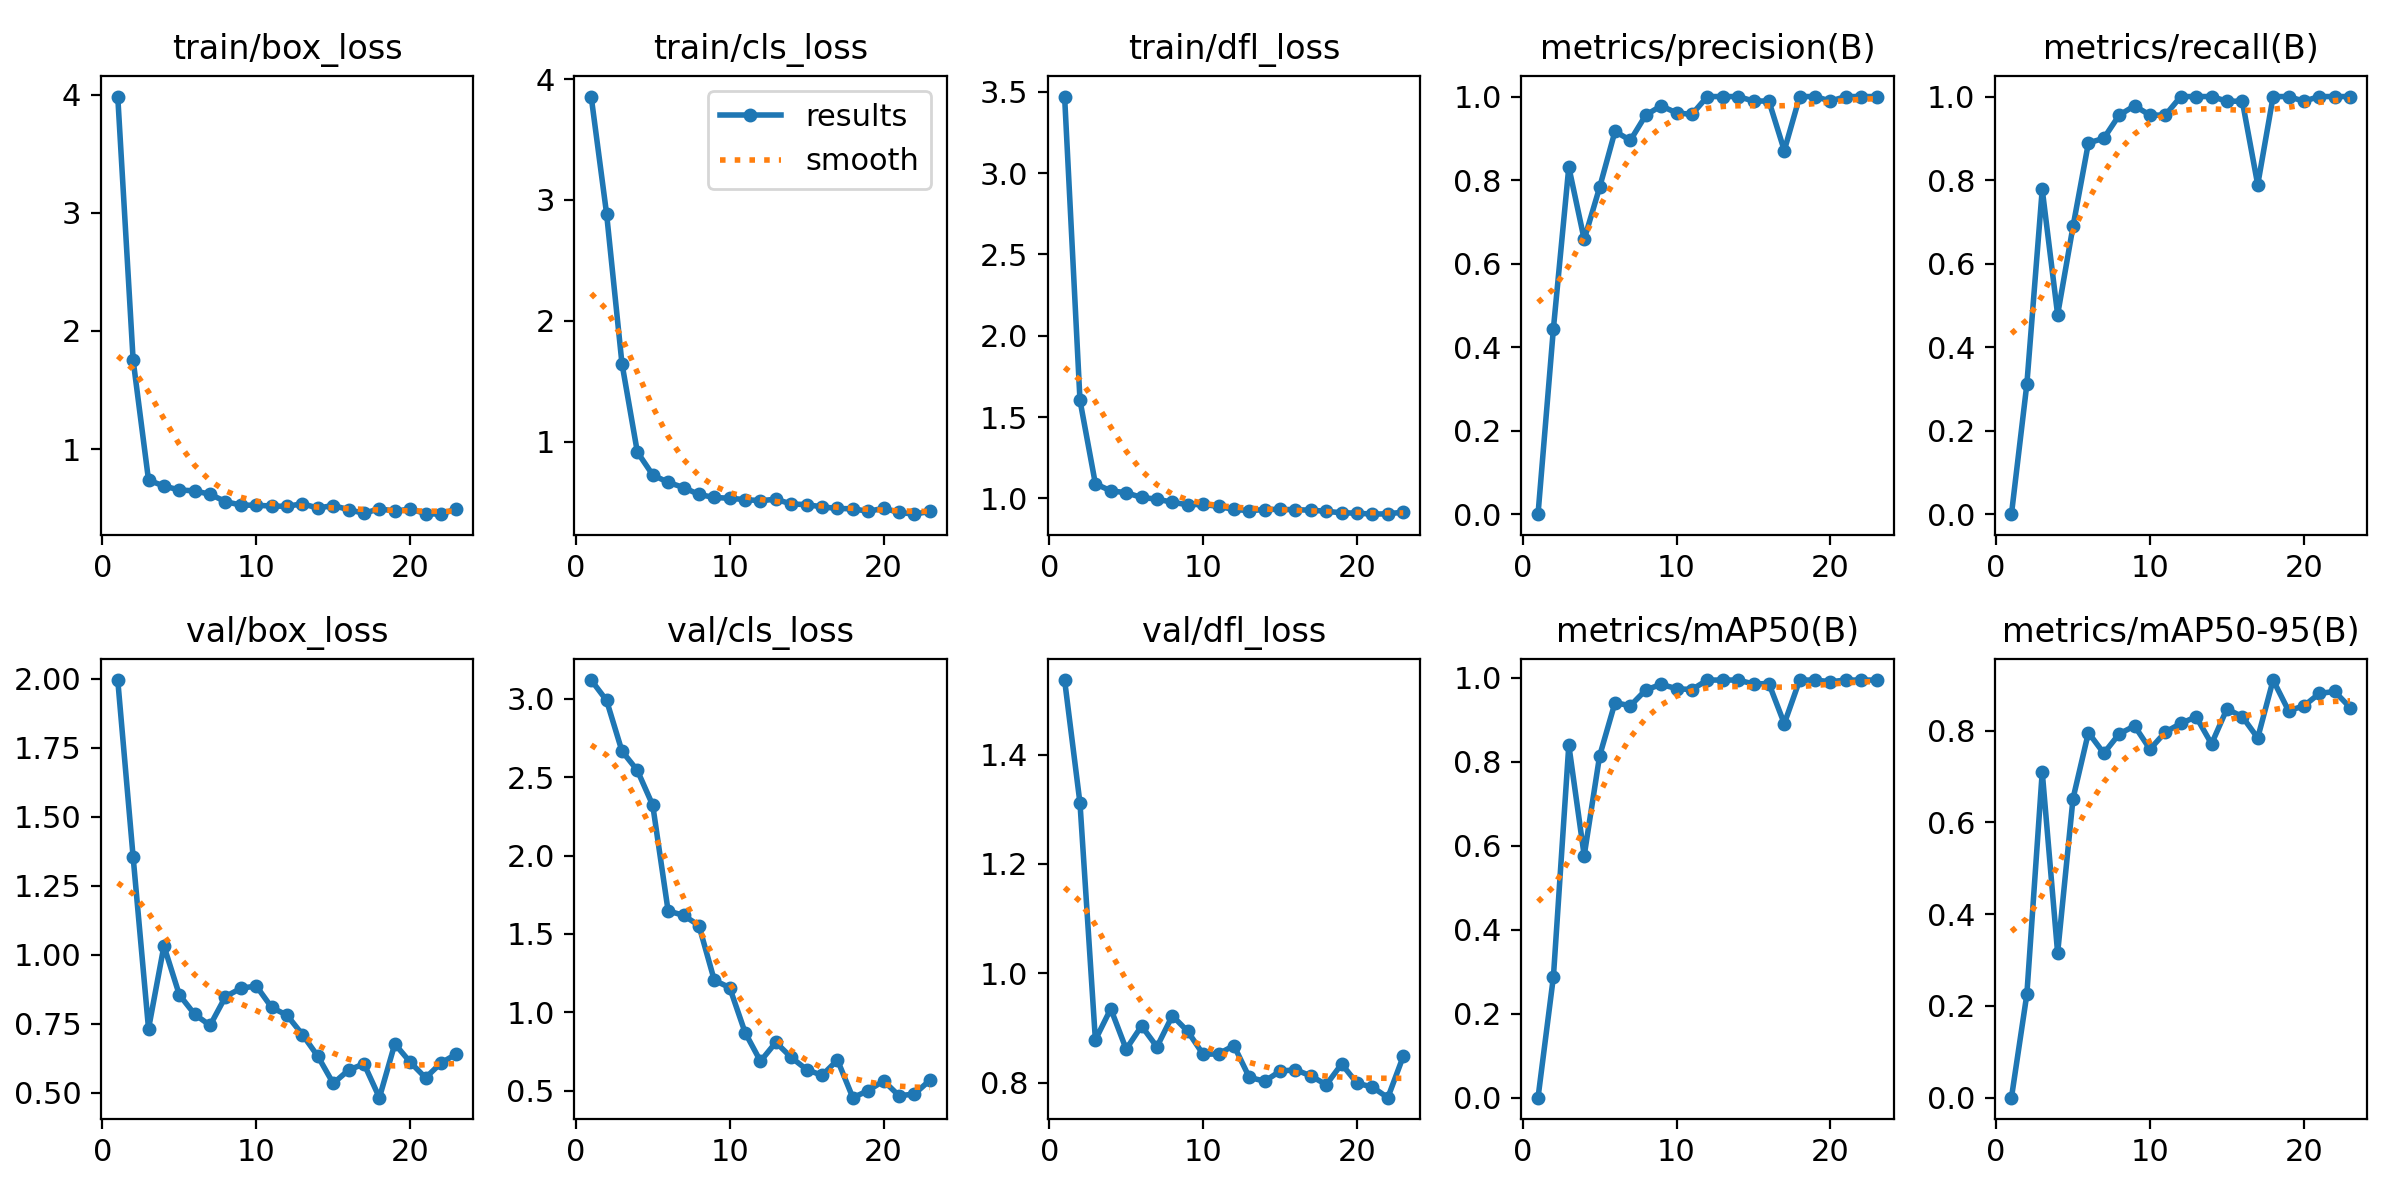 train/box_loss
4
3
2
1
0 10 20
train/cls_loss
results
smooth
4
3
2
1
0 10 20
train/dfl_loss
3.5
3.0
2.5
2.0
1.5
1.0
0 10 20
metrics/precision(B)
1.0
0.8
0.6
0.4
0.2
0.0
0 10 20
metrics/recall(B)
1.0
0.8
0.6
0.4
0.2
0.0
0 10 20
val/box_loss
2.00
1.75
1.50
1.25
1.00
0.75
0.50
0 10 20
val/cls_loss
3.0
2.5
2.0
1.5
1.0
0.5
0 10 20
val/dfl_loss
1.4
1.2
1.0
0.8
0 10 20
metrics/mAP50(B)
1.0
0.8
0.6
0.4
0.2
0.0
0 10 20
metrics/mAP50-95(B)
0.8
0.6
0.4
0.2
0.0
0 10 20